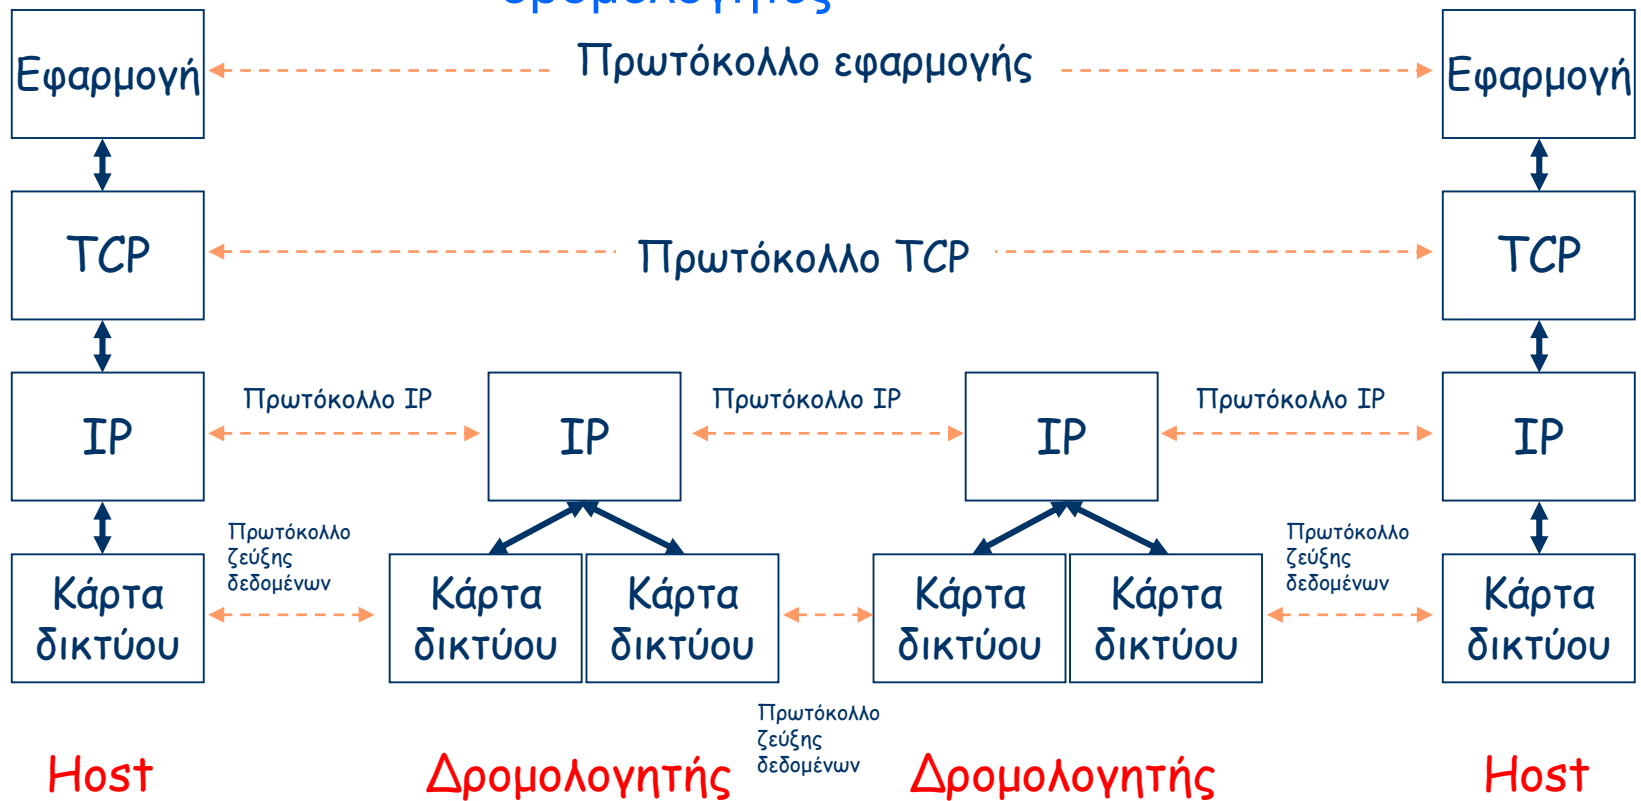 δρομολογητές
Εφαρμογή
Πρωτόκολλο εφαρμογής
Εφαρμογή
TCP
Πρωτόκολλο TCP
TCP
Πρωτόκολλο IP
Πρωτόκολλο IP
Πρωτόκολλο IP
IP
IP
IP
IP
Πρωτόκολλο
ζεύξης
δεδομένων
Πρωτόκολλο
ζεύξης
δεδομένων
Κάρτα
δικτύου
Κάρτα
δικτύου
Κάρτα
δικτύου
Κάρτα
δικτύου
Κάρτα
δικτύου
Κάρτα
δικτύου
Πρωτόκολλο
ζεύξης
δεδομένων
Host
Δρομολογητής
Δρομολογητής
Host